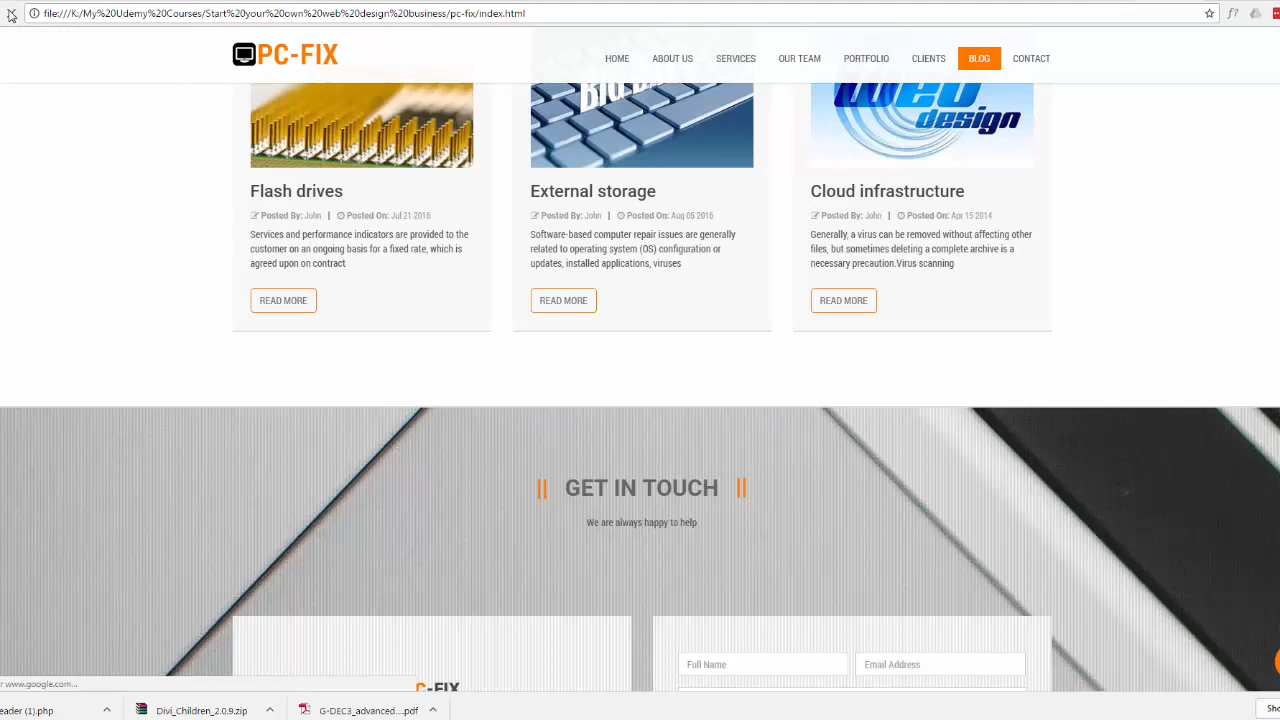 file:///K:/My%20Udemy%20Courses/Start%20your%20own%20web%20design%20business/pc-fix/index.html
f?
PC-FIX
HOME ABOUT US SERVICES OUR TEAM PORTFOLIO CLIENTS BLOG CONTACT
design
Flash drives
Posted By: John | Posted On: Jul 21 2016
Services and performance indicators are provided to the
customer on an ongoing basis for a fixed rate, which is
agreed upon on contract
READ MORE
External storage
Posted By: John | Posted On: Aug 05 2016
Software-based computer repair issues are generally
related to operating system (OS) configuration or
updates, installed applications, viruses
READ MORE
Cloud infrastructure
Posted By: John | Posted On: Apr 15 2014
Generally, a virus can be removed without affecting other
files, but sometimes deleting a complete archive is a
necessary precaution.Virus scanning
READ MORE
|| GET IN TOUCH ||
We are always happy to help
Full Name
Email Address
C-FIX
r www.google.com...
eader (1).php
Divi_Children_2.0.9.zip
G-DEC3_advanced....pdf
Sho